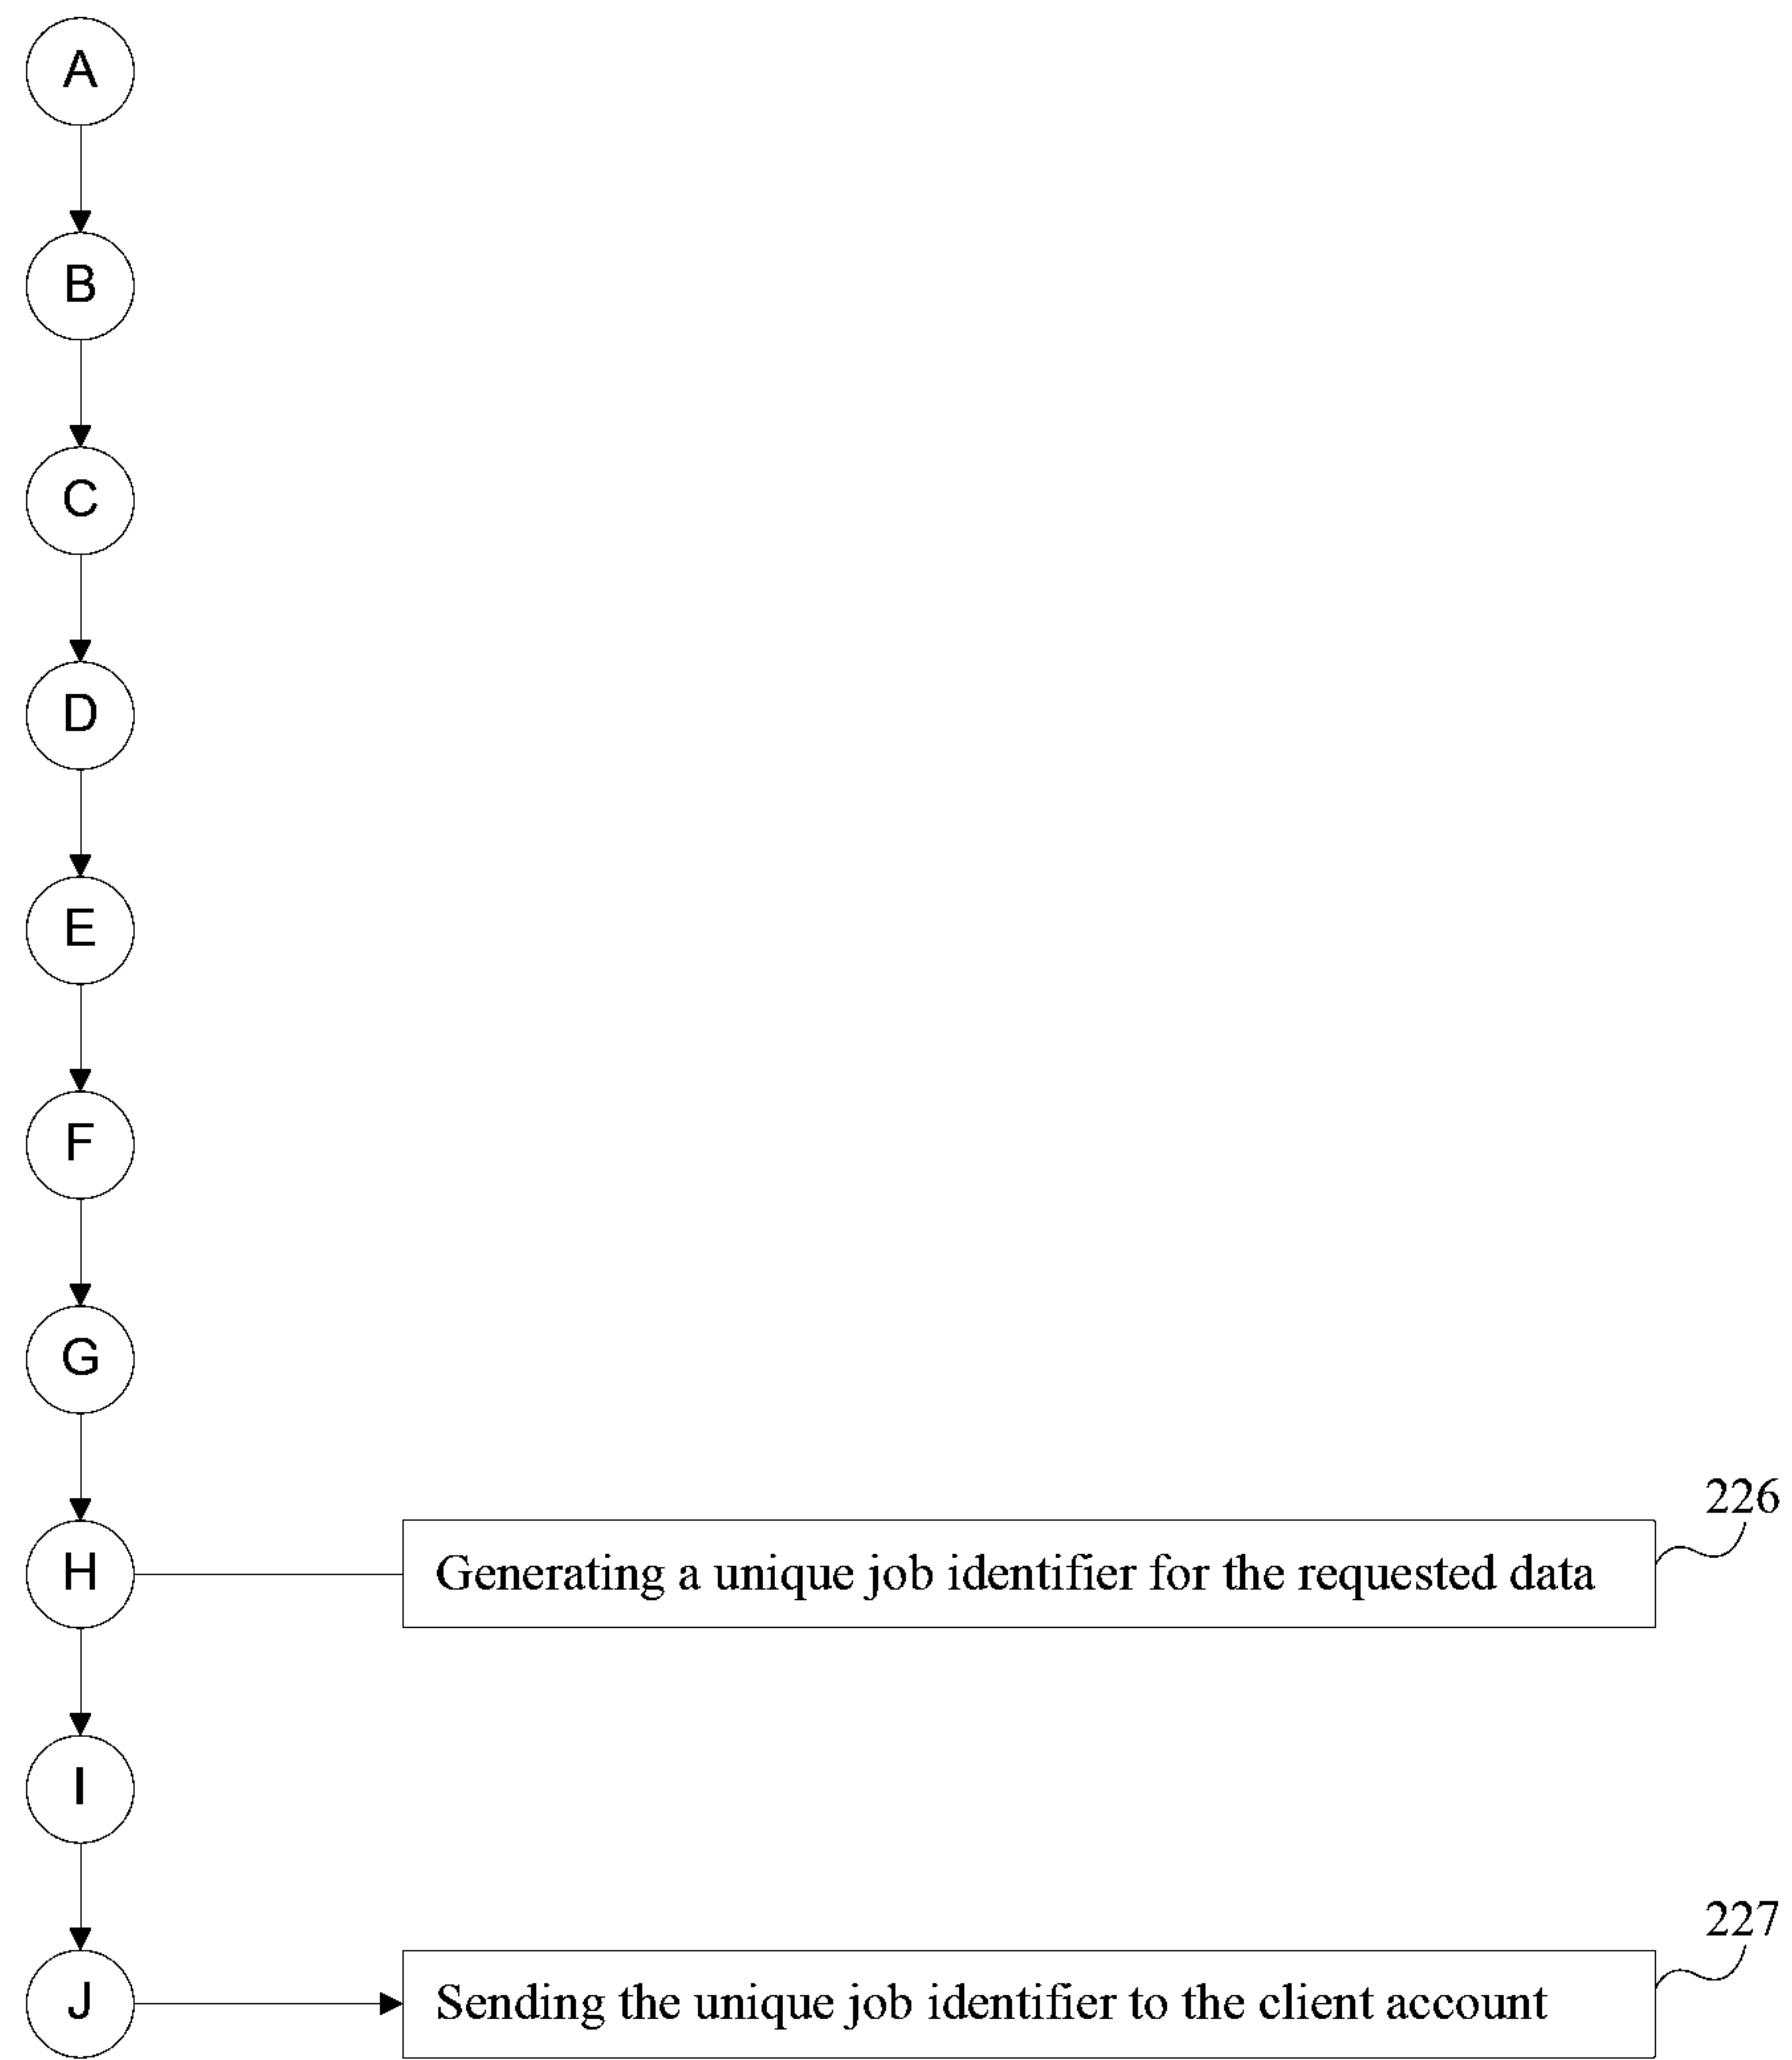 A
B
C
D
E
F
G
226
H
Generating a unique job identifier for the requested data
I
227
J
Sending the unique job identifier to the client account